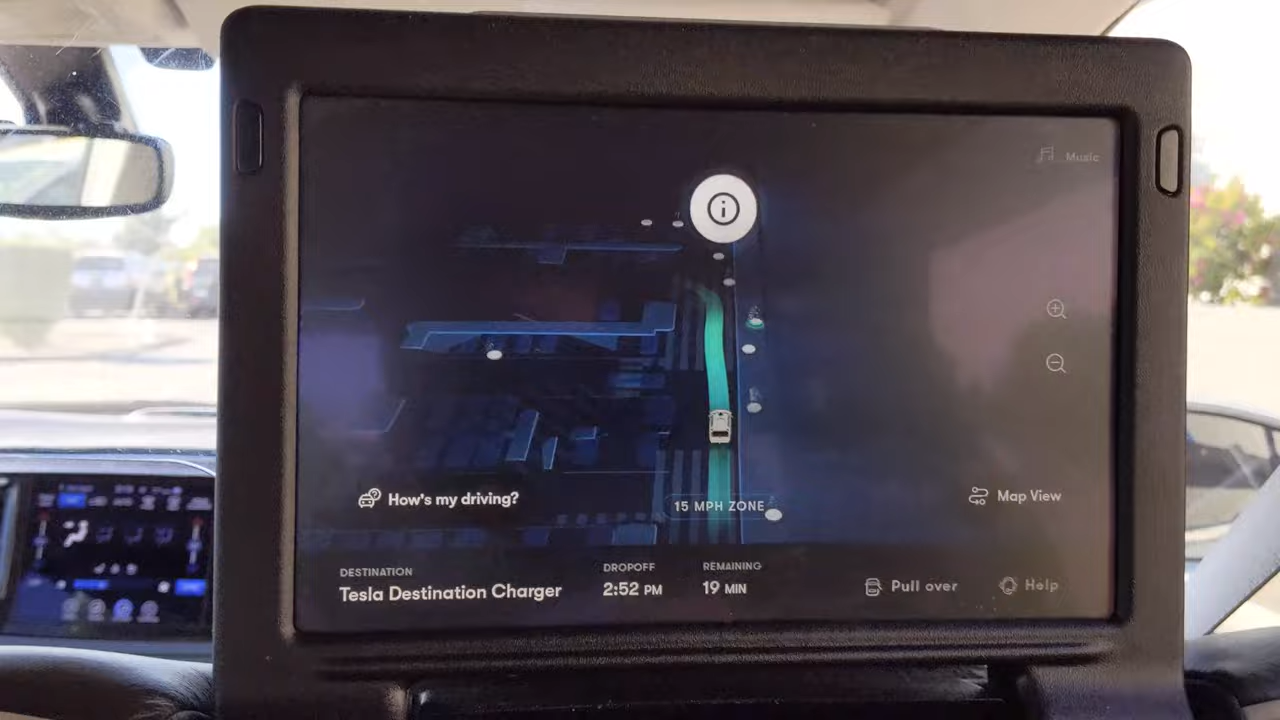 Music
How's my driving?
15 MPH ZONE
Map View
DESTINATION
Tesla Destination Charger
DROPOFF
2:52 PM
REMAINING
19 MIN
Pull over
Help